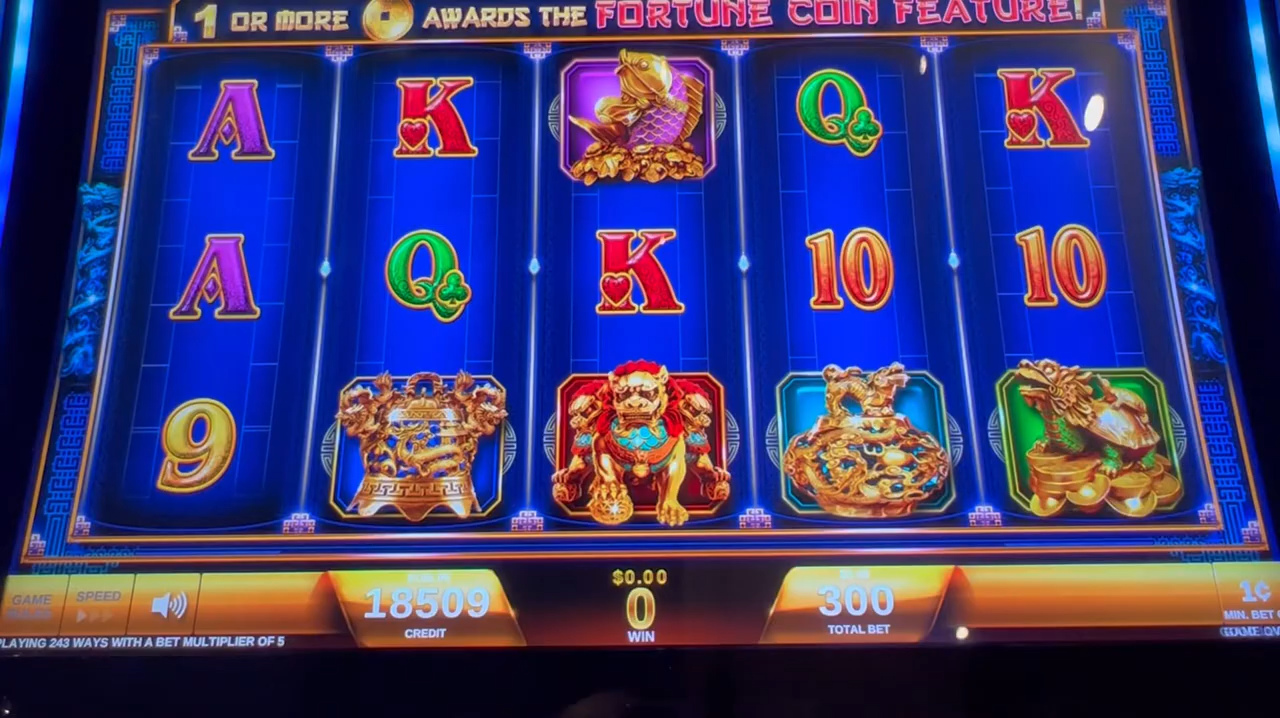 1 OR MORE AWARDS THE FORTUNE COIN FEATURE!
A K Q K
A Q K 10 10
9
$0.00
18509 0 300 1¢
CREDIT WIN TOTAL BET MIN. BET
GAME SPEED
PLAYING 243 WAYS WITH A BET MULTIPLIER OF 5